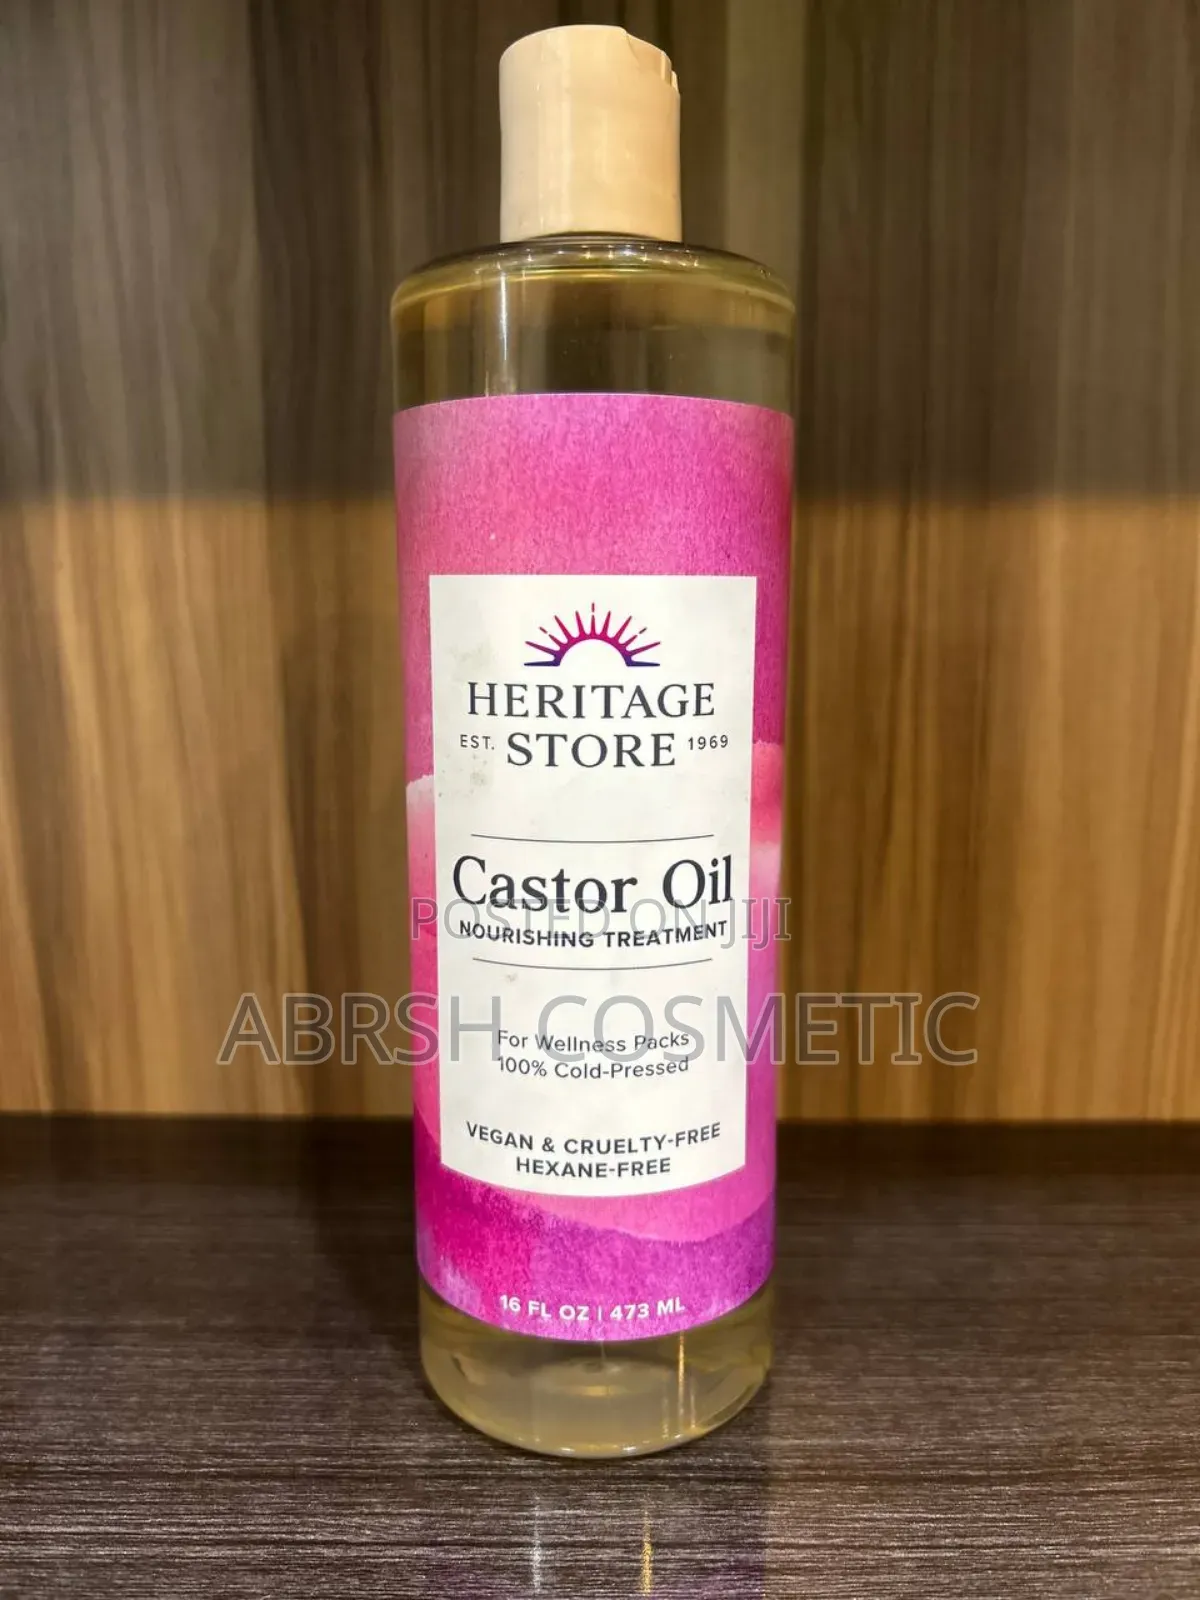 HERITAGE
EST. STORE 1969
Castor Oil
POSTED ON JIJI
NOURISHING TREATMENT
ABRSH COSMETIC
For Wellness Packs
100% Cold-Pressed
VEGAN & CRUELTY-FREE
HEXANE-FREE
16 FL OZ | 473 ML